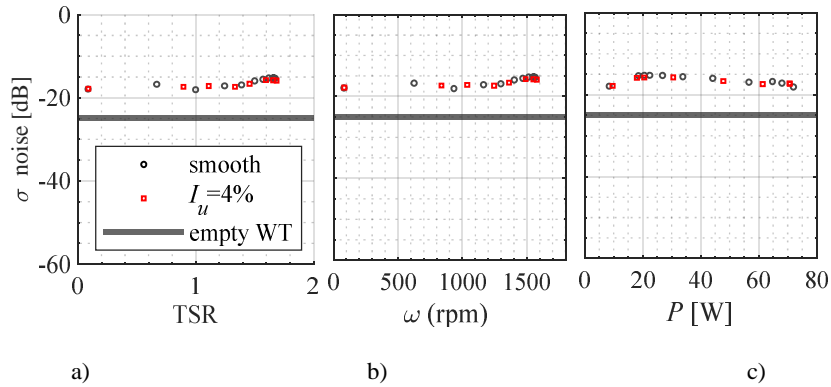 0
-20
-40
-60
σ noise [dB]
smooth
I_u=4%
empty WT
0 1 2
TSR
0 500 1000 1500
ω (rpm)
0 20 40 60 80
P [W]
a) b) c)